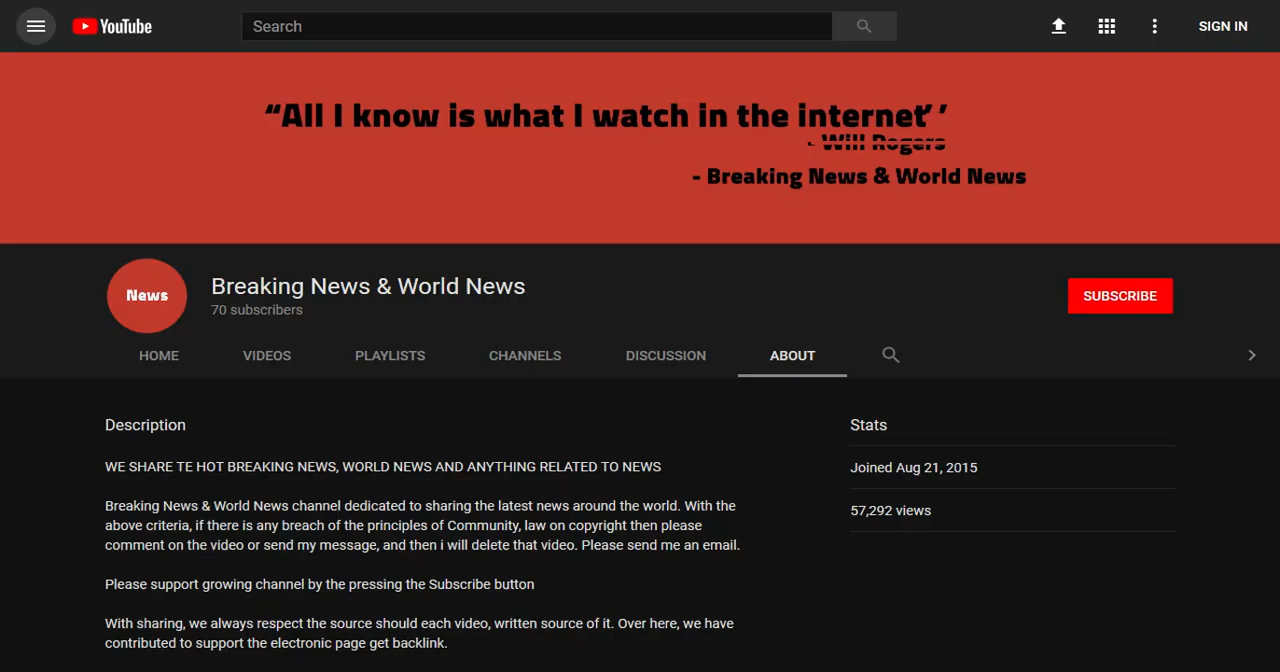 YouTube
Search
SIGN IN
“All I know is what I watch in the internet’’
- Will Rogers
- Breaking News & World News
News
Breaking News & World News
70 subscribers
SUBSCRIBE
HOME VIDEOS PLAYLISTS CHANNELS DISCUSSION ABOUT
Description
WE SHARE TE HOT BREAKING NEWS, WORLD NEWS AND ANYTHING RELATED TO NEWS
Breaking News & World News channel dedicated to sharing the latest news around the world. With the
above criteria, if there is any breach of the principles of Community, law on copyright then please
comment on the video or send my message, and then i will delete that video. Please send me an email.
Please support growing channel by the pressing the Subscribe button
With sharing, we always respect the source should each video, written source of it. Over here, we have
contributed to support the electronic page get backlink.
Stats
Joined Aug 21, 2015
57,292 views